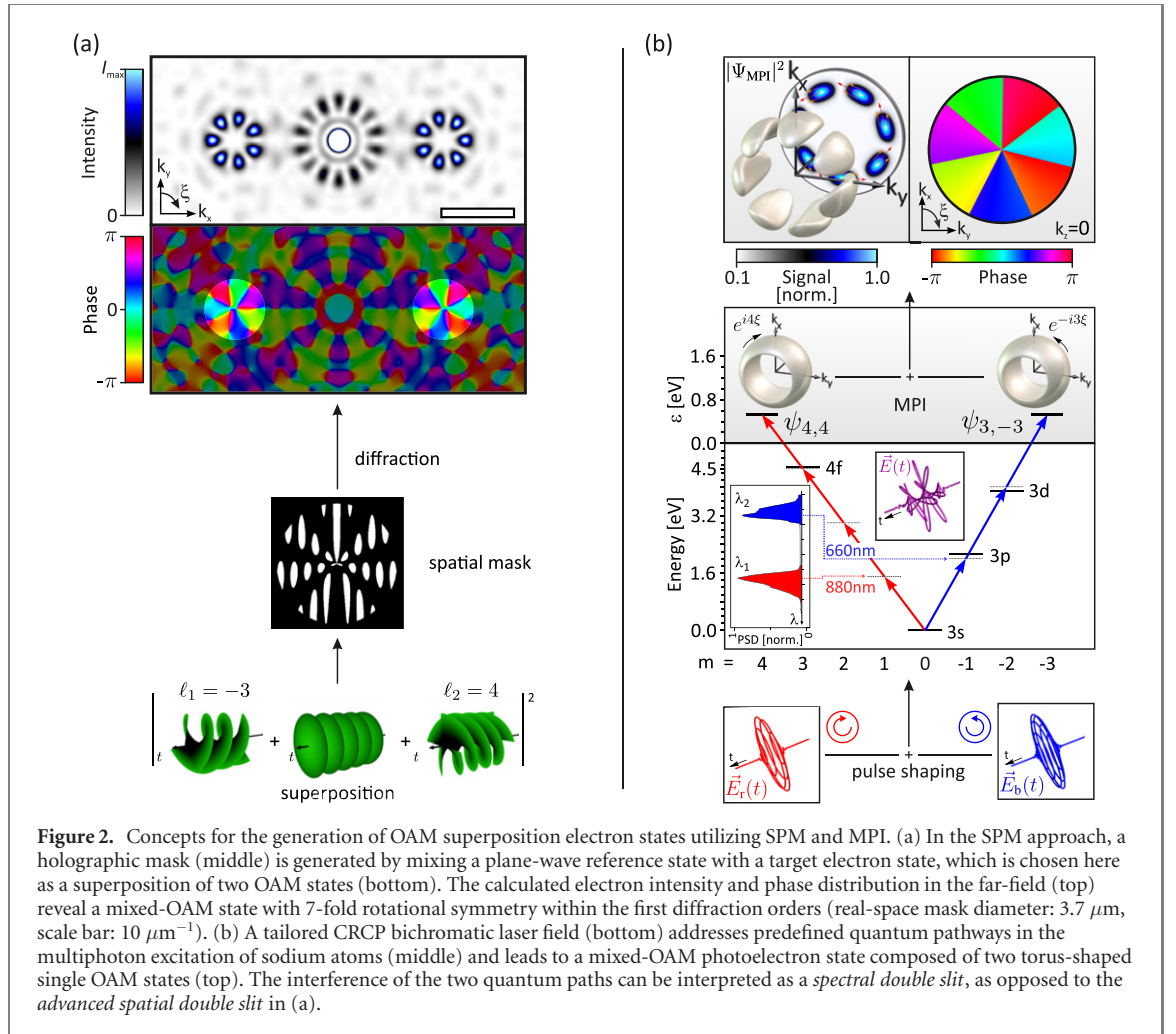 (a)
I_max
Intensity
0
k_y
ξ
k_x
π
Phase
0
-π
diffraction
spatial mask
ℓ₁ = −3
ℓ₂ = 4
2
t
+
t
+
t
superposition
(b)
|Ψ_MPI|²
k_x
k_y
k_y
ξ
k_z=0
0.1
Signal
[norm.]
1.0
-π
Phase
π
e^{i4ξ}
k_x
k_y
e^{−i3ξ}
k_x
k_y
+
MPI
ε [eV]
1.6
0.8
0.0
ψ_{4,4}
ψ_{3,−3}
Energy [eV]
4.5
3.2
1.6
0.0
4f
E⃗(t)
t
3d
λ₂
660nm
3p
λ₁
880nm
λ
1
0
PSD [norm.]
3s
m = 4 3 2 1 0 -1 -2 -3
t
E⃗_r(t)
+
pulse shaping
t
E⃗_b(t)
Figure 2. Concepts for the generation of OAM superposition electron states utilizing SPM and MPI. (a) In the SPM approach, a
holographic mask (middle) is generated by mixing a plane-wave reference state with a target electron state, which is chosen here
as a superposition of two OAM states (bottom). The calculated electron intensity and phase distribution in the far-field (top)
reveal a mixed-OAM state with 7-fold rotational symmetry within the first diffraction orders (real-space mask diameter: 3.7 μm,
scale bar: 10 μm⁻¹). (b) A tailored CRCP bichromatic laser field (bottom) addresses predefined quantum pathways in the
multiphoton excitation of sodium atoms (middle) and leads to a mixed-OAM photoelectron state composed of two torus-shaped
single OAM states (top). The interference of the two quantum paths can be interpreted as a spectral double slit, as opposed to the
advanced spatial double slit in (a).